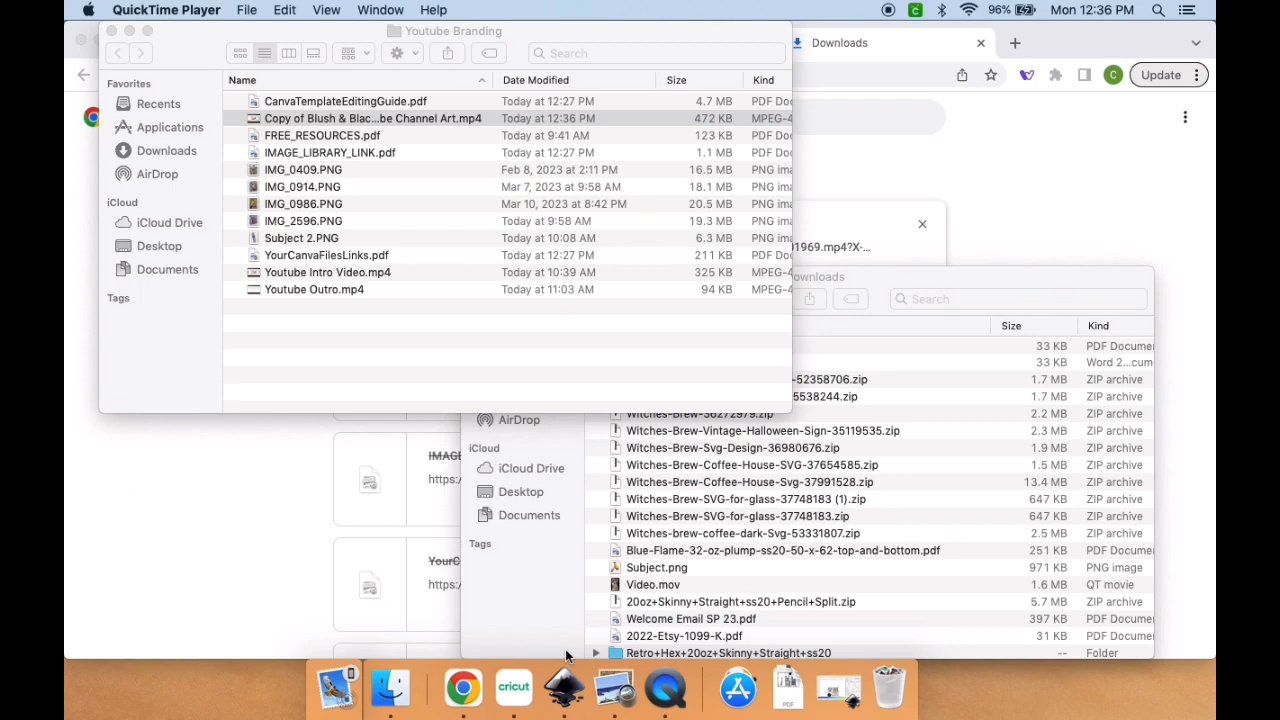 QuickTime Player File Edit View Window Help 96% Mon 12:36 PM
Youtube Branding
Downloads
Search
Update
C
Favorites
Recents
Applications
Downloads
AirDrop
iCloud
iCloud Drive
Desktop
Documents
Tags
Name Date Modified Size Kind
CanvaTemplateEditingGuide.pdf Today at 12:27 PM 4.7 MB PDF Doc
Copy of Blush & Blac...be Channel Art.mp4 Today at 12:36 PM 472 KB MPEG-4
FREE_RESOURCES.pdf Today at 9:41 AM 123 KB PDF Doc
IMAGE_LIBRARY_LINK.pdf Today at 12:27 PM 1.1 MB PDF Doc
IMG_0409.PNG Feb 8, 2023 at 2:11 PM 16.5 MB PNG ima
IMG_0914.PNG Mar 7, 2023 at 9:58 AM 18.1 MB PNG ima
IMG_0986.PNG Mar 10, 2023 at 8:42 PM 20.5 MB PNG ima
IMG_2596.PNG Today at 9:58 AM 19.3 MB PNG ima
Subject 2.PNG Today at 10:08 AM 6.3 MB PNG ima
YourCanvaFilesLinks.pdf Today at 12:27 PM 211 KB PDF Doc
Youtube Intro Video.mp4 Today at 10:39 AM 325 KB MPEG-4
Youtube Outro.mp4 Today at 11:03 AM 94 KB MPEG-4
01969.mp4?X-...
ownloads
Search
Size Kind
33 KB PDF Docume
33 KB Word 2...cum
-52358706.zip 1.7 MB ZIP archive
5538244.zip 1.7 MB ZIP archive
Witches-Brew-36272979.zip 2.2 MB ZIP archive
Witches-Brew-Vintage-Halloween-Sign-35119535.zip 2.3 MB ZIP archive
Witches-Brew-Svg-Design-36980676.zip 1.9 MB ZIP archive
Witches-Brew-Coffee-House-SVG-37654585.zip 1.5 MB ZIP archive
Witches-Brew-Coffee-House-Svg-37991528.zip 13.4 MB ZIP archive
Witches-Brew-SVG-for-glass-37748183 (1).zip 647 KB ZIP archive
Witches-Brew-SVG-for-glass-37748183.zip 647 KB ZIP archive
Witches-brew-coffee-dark-Svg-53331807.zip 2.5 MB ZIP archive
Blue-Flame-32-oz-plump-ss20-50-x-62-top-and-bottom.pdf 251 KB PDF Docume
Subject.png 971 KB PNG image
Video.mov 1.6 MB QT movie
20oz+Skinny+Straight+ss20+Pencil+Split.zip 5.7 MB ZIP archive
Welcome Email SP 23.pdf 397 KB PDF Docume
2022-Etsy-1099-K.pdf 31 KB PDF Docume
Retro+Hex+20oz+Skinny+Straight+ss20 -- Folder
AirDrop
iCloud
iCloud Drive
Desktop
Documents
Tags
IMAGE
https:/
YourC
https:/
cricut
PDF